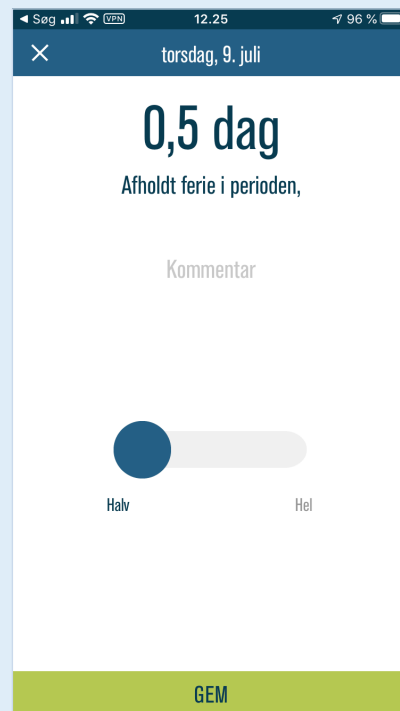 Søg VPN 12.25 96 %
torsdag, 9. juli
0,5 dag
Afholdt ferie i perioden,
Kommentar
Halv Hel
GEM